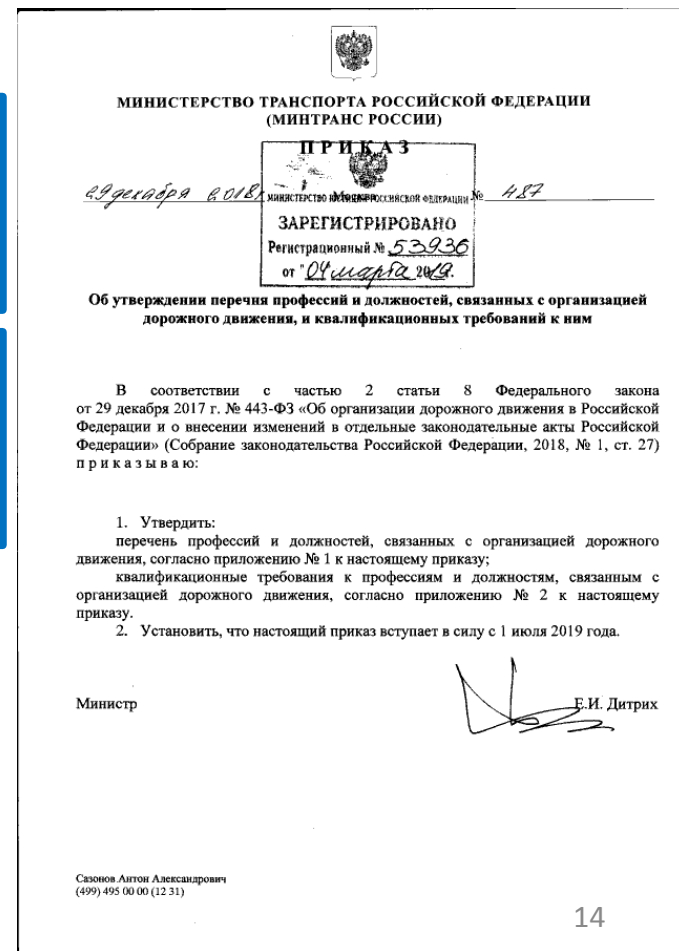 МИНИСТЕРСТВО ТРАНСПОРТА РОССИЙСКОЙ ФЕДЕРАЦИИ
(МИНТРАНС РОССИИ)
ПРИКАЗ
29 декабря 2018г. Москва № 487
МИНИСТЕРСТВО ЮСТИЦИИ РОССИЙСКОЙ ФЕДЕРАЦИИ
ЗАРЕГИСТРИРОВАНО
Регистрационный № 53936
от "04 марта 2019.
Об утверждении перечня профессий и должностей, связанных с организацией
дорожного движения, и квалификационных требований к ним
В соответствии с частью 2 статьи 8 Федерального закона
от 29 декабря 2017 г. № 443-ФЗ «Об организации дорожного движения в Российской
Федерации и о внесении изменений в отдельные законодательные акты Российской
Федерации» (Собрание законодательства Российской Федерации, 2018, № 1, ст. 27)
п р и к а з ы в а ю:
1. Утвердить:
перечень профессий и должностей, связанных с организацией дорожного
движения, согласно приложению № 1 к настоящему приказу;
квалификационные требования к профессиям и должностям, связанным с
организацией дорожного движения, согласно приложению № 2 к настоящему
приказу.
2. Установить, что настоящий приказ вступает в силу с 1 июля 2019 года.
Министр Е.И. Дитрих
Сазонов Антон Александрович
(499) 495 00 00 (12 31)
14